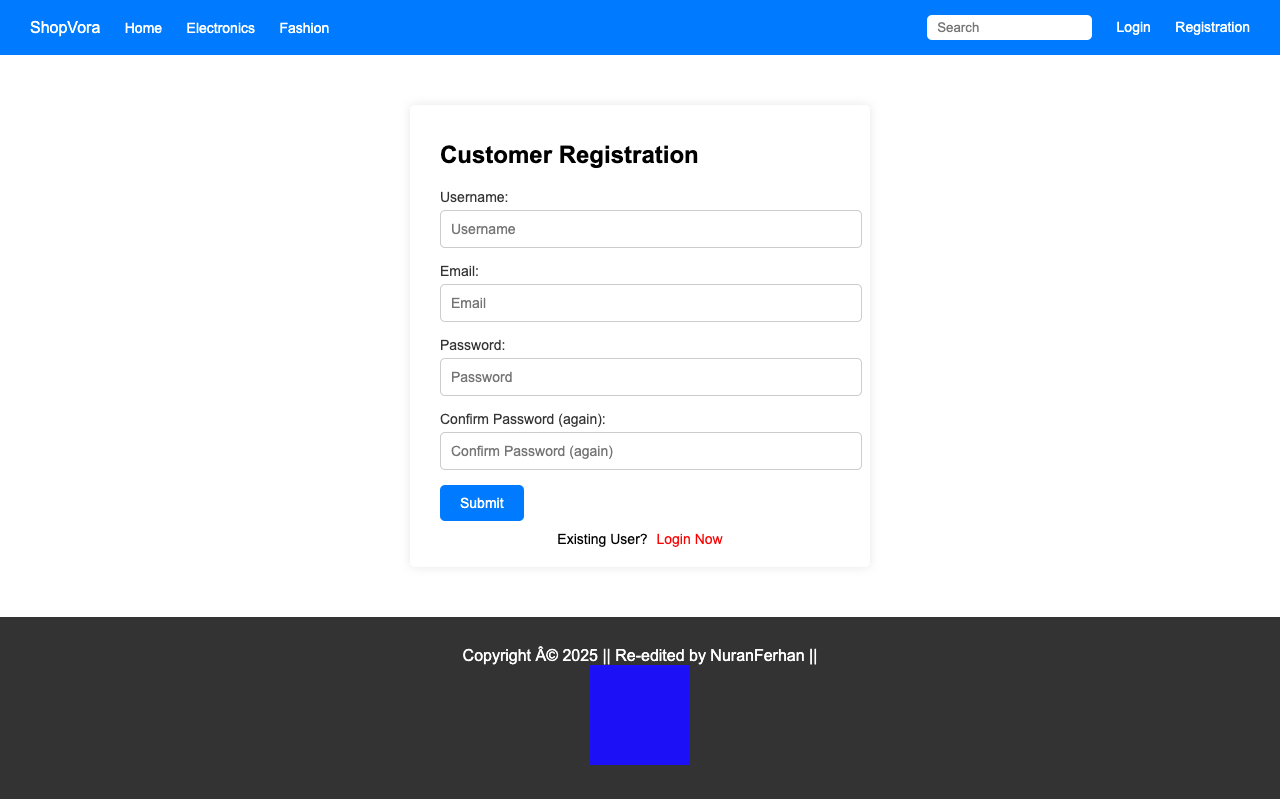 ShopVora Home Electronics Fashion Search Login Registration
Customer Registration
Username:
Username
Email:
Email
Password:
Password
Confirm Password (again):
Confirm Password (again)
Submit
Existing User? Login Now
Copyright Â© 2025 || Re-edited by NuranFerhan ||